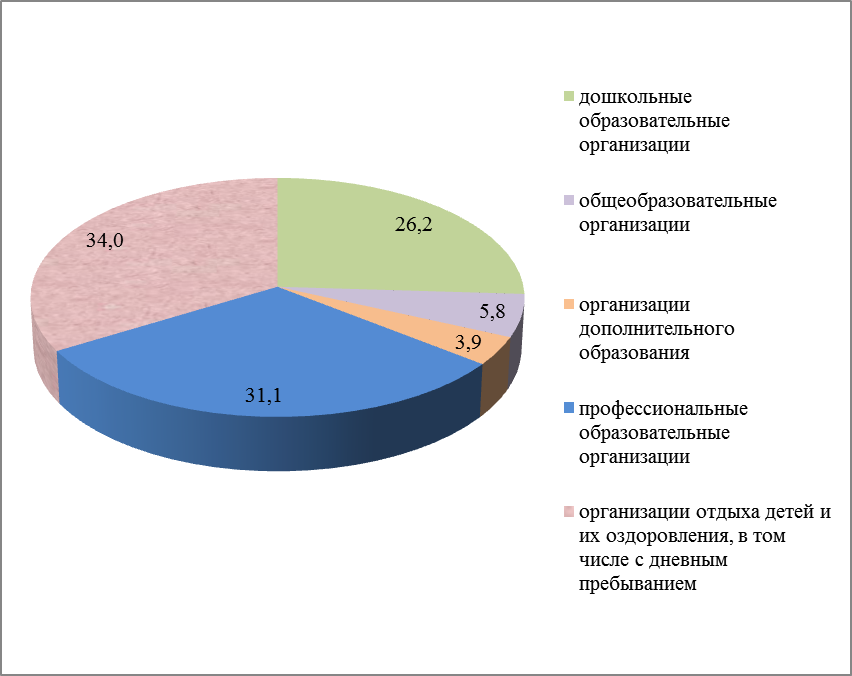 34,0
26,2
5,8
3,9
31,1
дошкольные
образовательные
организации
общеобразовательные
организации
организации
дополнительного
образования
профессиональные
образовательные
организации
организации отдыха детей и
их оздоровления, в том
числе с дневным
пребыванием